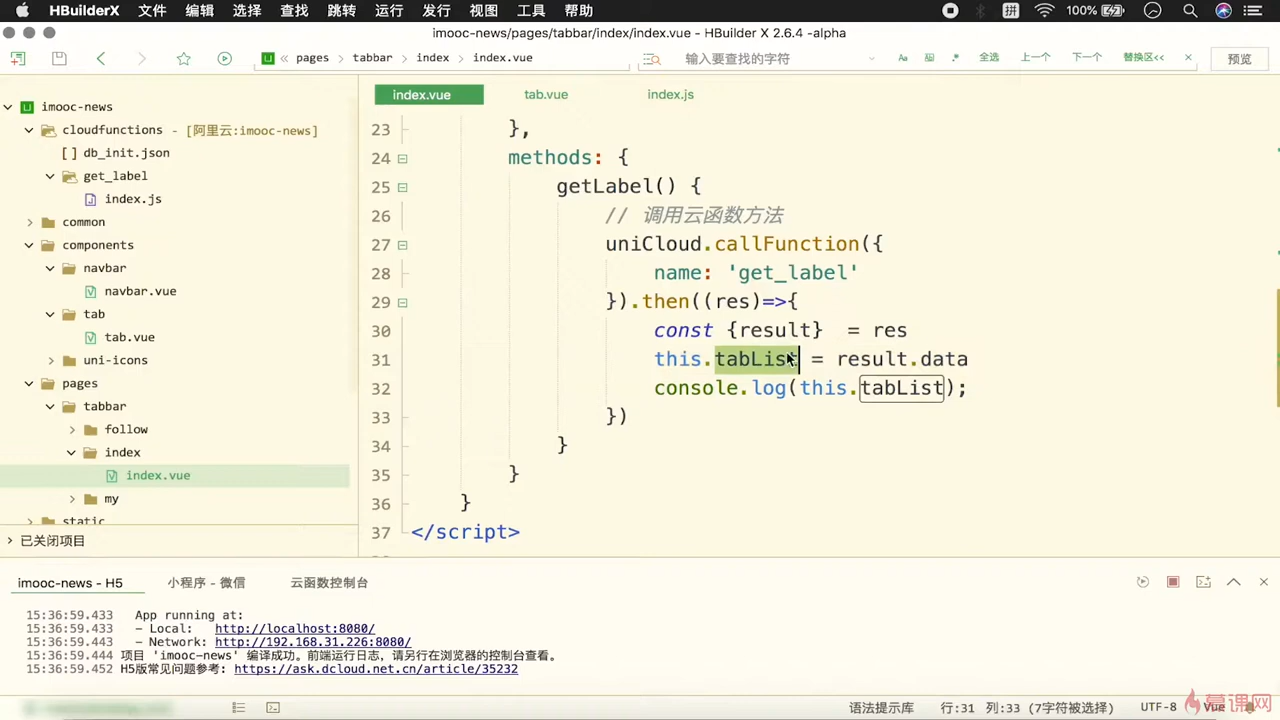 HBuilderX 文件 编辑 选择 查找 跳转 运行 发行 视图 工具 帮助 拼 100%
imooc-news/pages/tabbar/index/index.vue - HBuilder X 2.6.4 -alpha
pages tabbar index index.vue 输入要查找的字符 Aa 全选 上一个 下一个 替换区<< 预览
index.vue tab.vue index.js
imooc-news
cloudfunctions - [阿里云:imooc-news]
db_init.json
get_label
index.js
common
components
navbar
navbar.vue
tab
tab.vue
uni-icons
pages
tabbar
follow
index
index.vue
my
static
已关闭项目
23 },
24 methods: {
25 getLabel() {
26 // 调用云函数方法
27 uniCloud.callFunction({
28 name: 'get_label'
29 }).then((res)=>{
30 const {result} = res
31 this.tabList = result.data
32 console.log(this.tabList);
33 })
34 }
35 }
36 }
37 </script>
imooc-news - H5 小程序 - 微信 云函数控制台
15:36:59.433 App running at:
15:36:59.433 - Local: http://localhost:8080/
15:36:59.443 - Network: http://192.168.31.226:8080/
15:36:59.444 项目 'imooc-news' 编译成功。前端运行日志，请另行在浏览器的控制台查看。
15:36:59.452 H5版常见问题参考: https://ask.dcloud.net.cn/article/35232
语法提示库 行:31 列:33 (7字符被选择) UTF-8 Vue
慕课网